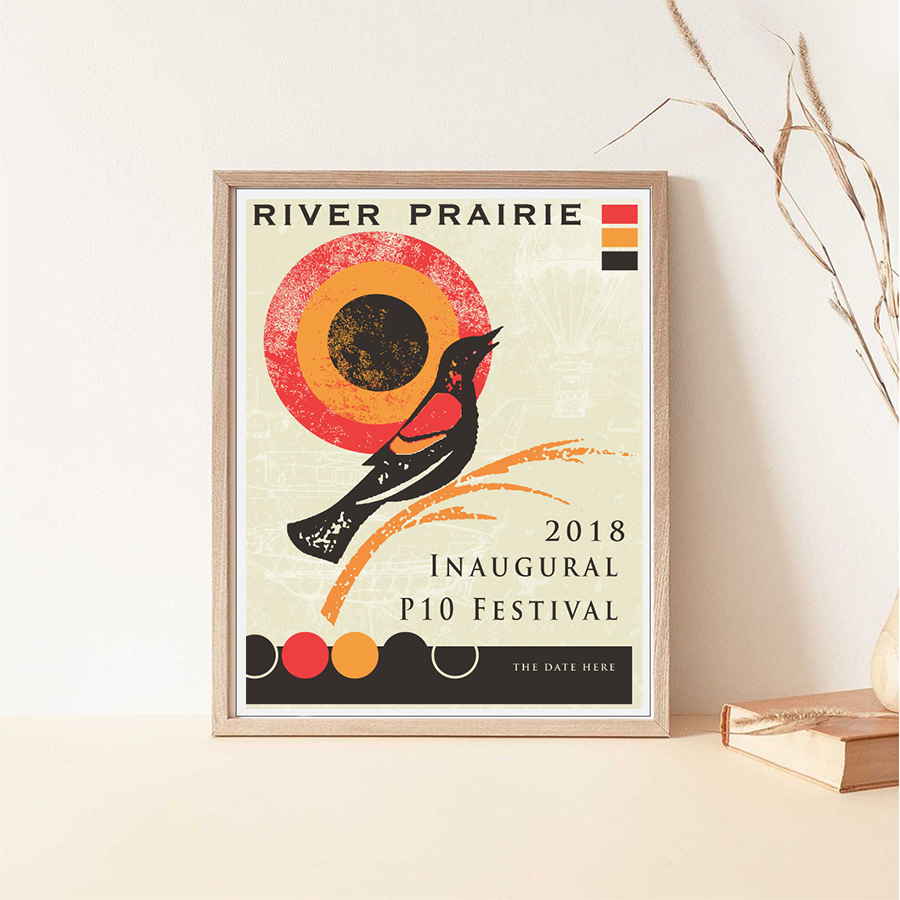 RIVER PRAIRIE
2018
INAUGURAL
P10 FESTIVAL
THE DATE HERE